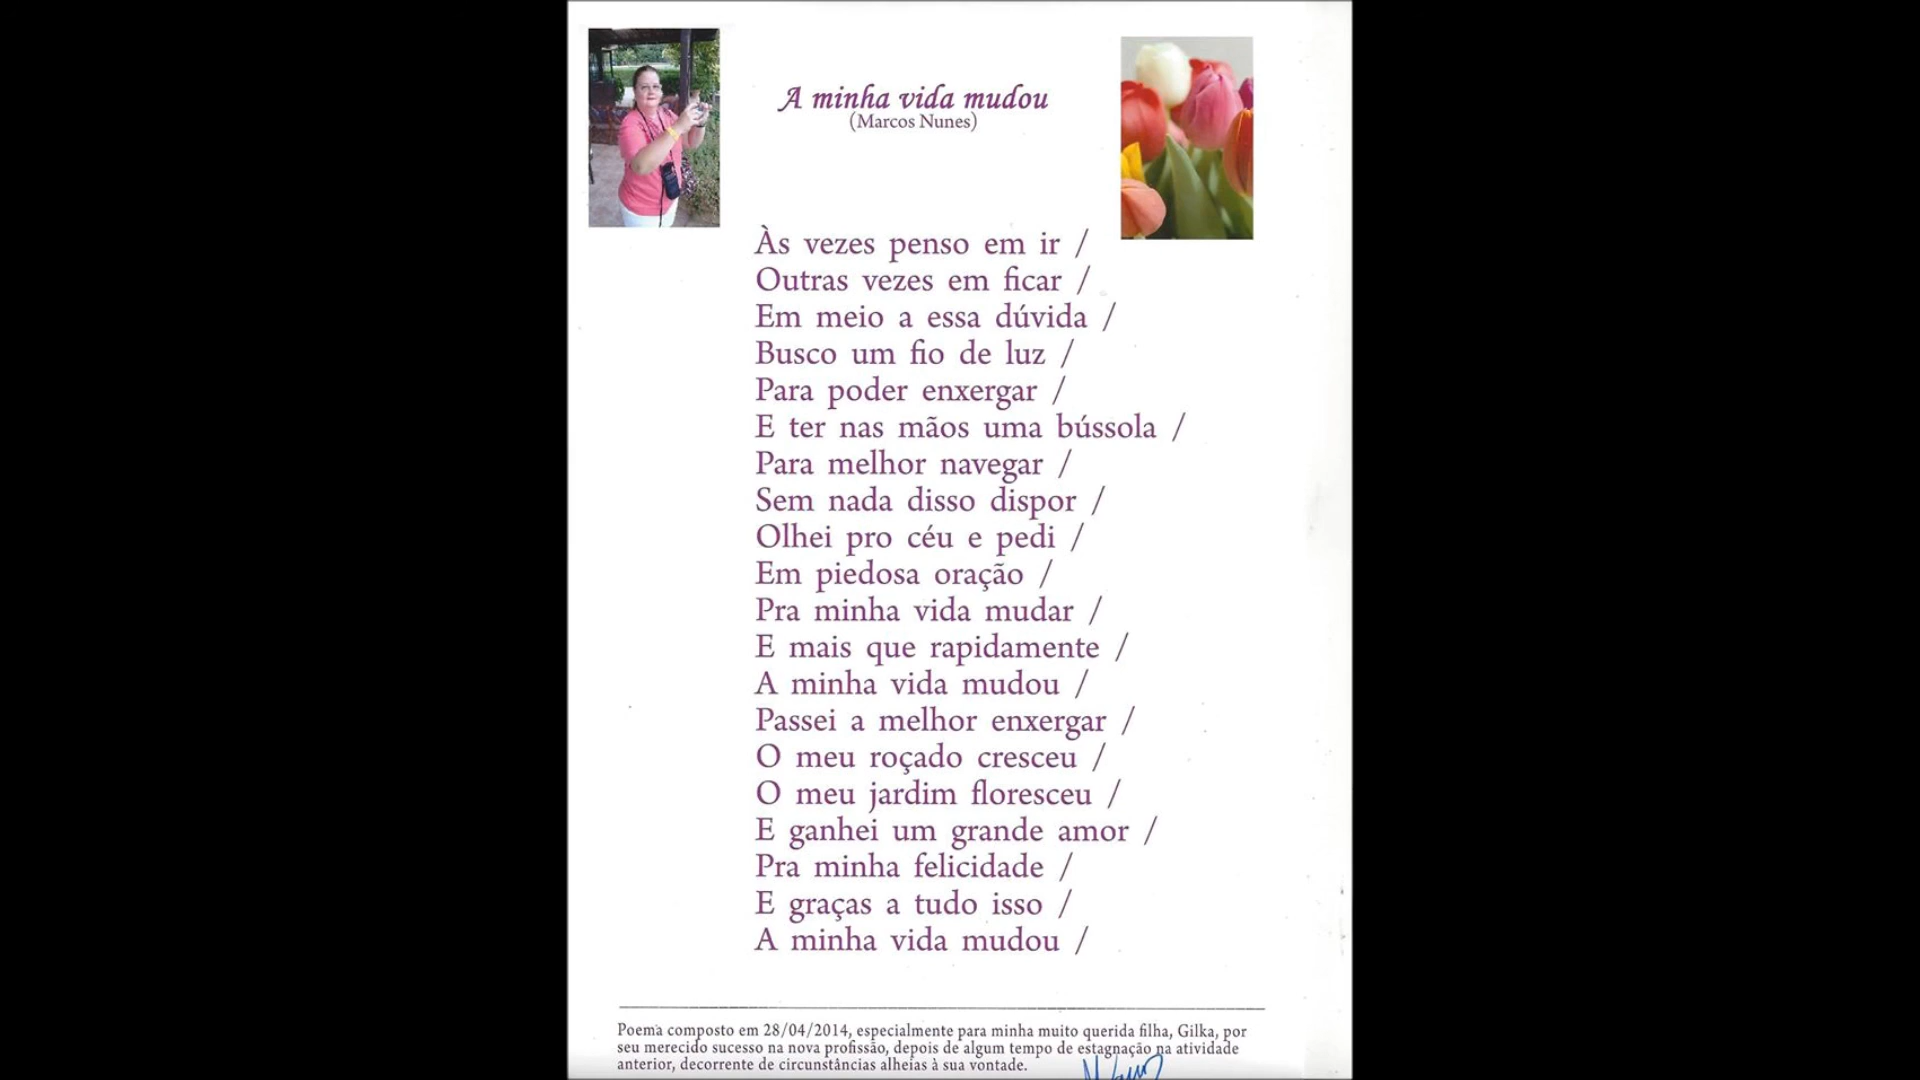 A minha vida mudou
(Marcos Nunes)
Às vezes penso em ir /
Outras vezes em ficar /
Em meio a essa dúvida /
Busco um fio de luz /
Para poder enxergar /
E ter nas mãos uma bússola /
Para melhor navegar /
Sem nada disso dispor /
Olhei pro céu e pedi /
Em piedosa oração /
Pra minha vida mudar /
E mais que rapidamente /
A minha vida mudou /
Passei a melhor enxergar /
O meu roçado cresceu /
O meu jardim floresceu /
E ganhei um grande amor /
Pra minha felicidade /
E graças a tudo isso /
A minha vida mudou /
Poema composto em 28/04/2014, especialmente para minha muito querida filha, Gilka, por
seu merecido sucesso na nova profissão, depois de algum tempo de estagnação na atividade
anterior, decorrente de circunstâncias alheias à sua vontade.